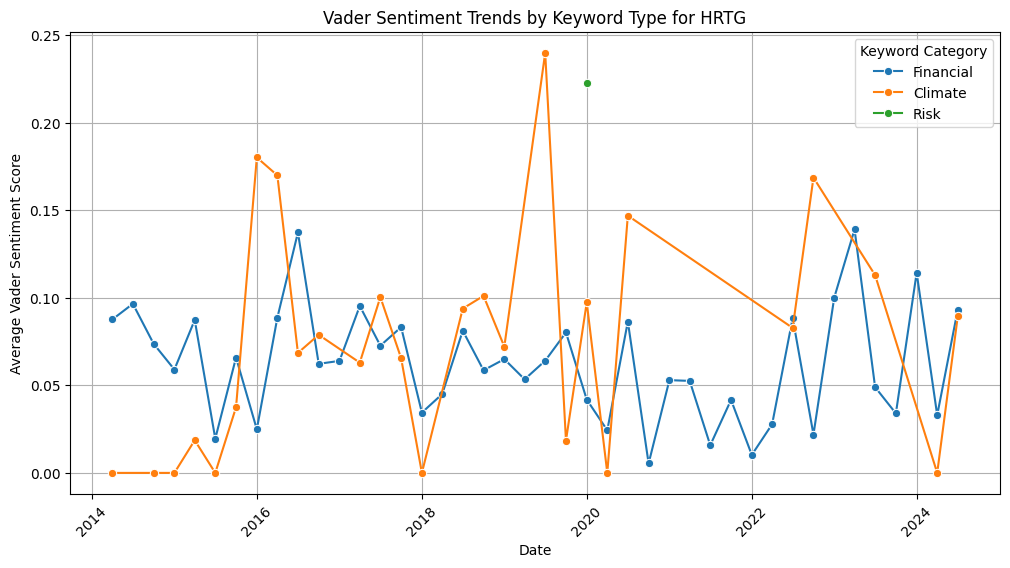 Vader Sentiment Trends by Keyword Type for HRTG
Keyword Category
Financial
Climate
Risk
Average Vader Sentiment Score
0.25
0.20
0.15
0.10
0.05
0.00
2014
2016
2018
2020
2022
2024
Date